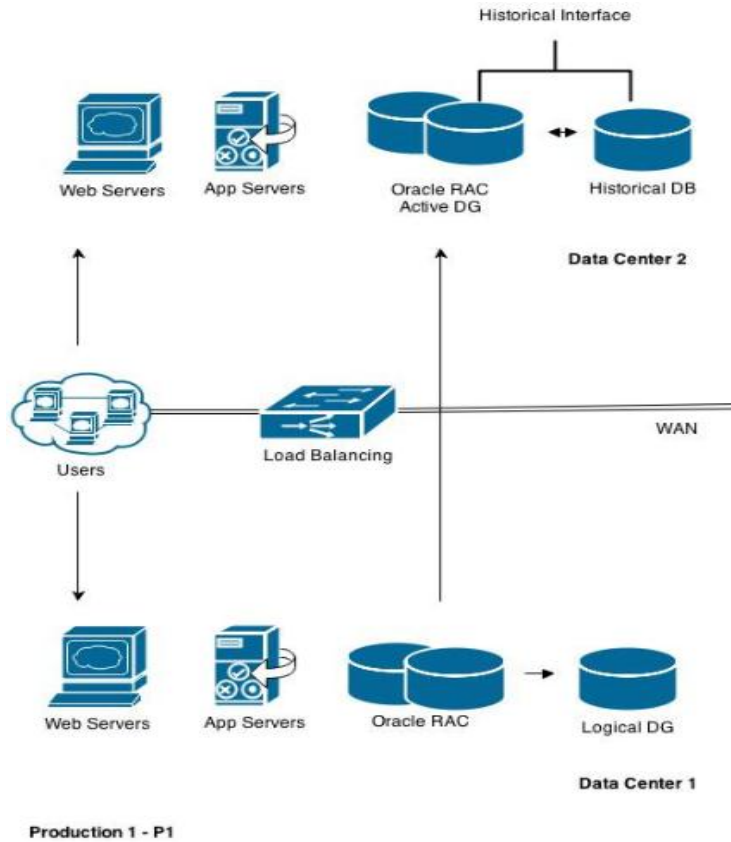 Historical Interface
Web Servers
App Servers
Oracle RAC
Active DG
Historical DB
Data Center 2
Users
Load Balancing
WAN
Web Servers
App Servers
Oracle RAC
Logical DG
Data Center 1
Production 1 - P1